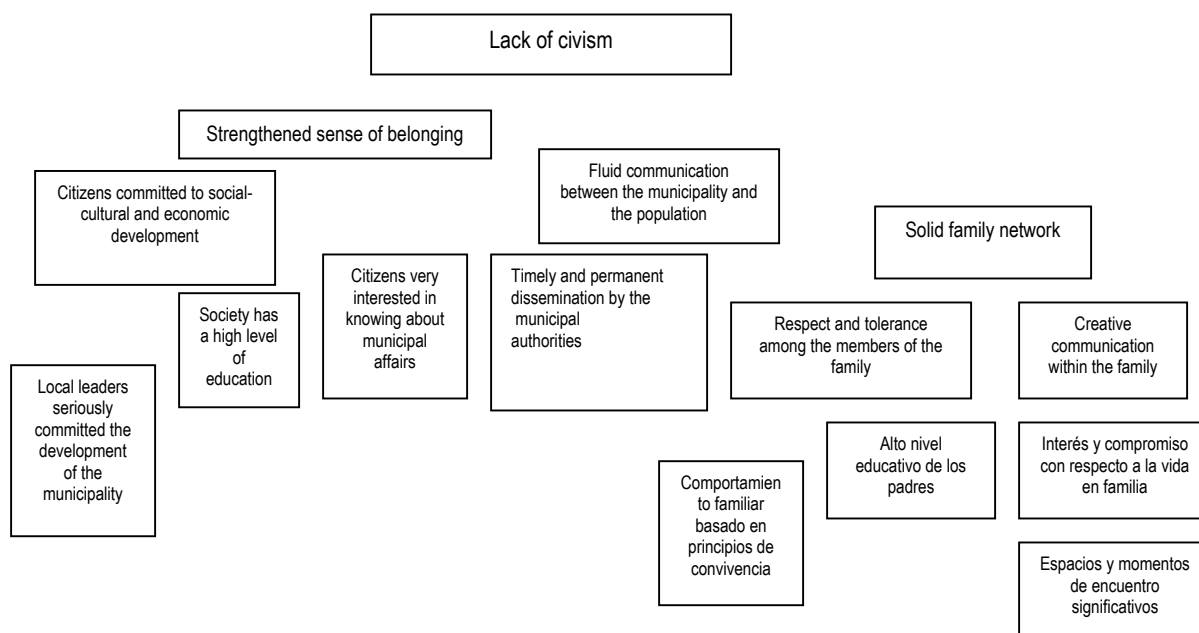 Lack of civism
Strengthened sense of belonging
Fluid communication
between the municipality and
the population
Citizens committed to social-
cultural and economic
development
Solid family network
Citizens very
interested in
knowing about
municipal
affairs
Timely and permanent
dissemination by the
municipal
authorities
Society has
a high level
of
education
Respect and tolerance
among the members of the
family
Creative
communication
within the family
Local leaders
seriously
committed the
development
of the
municipality
Alto nivel
educativo de los
padres
Interés y compromiso
con respecto a la vida
en familia
Comportamien
to familiar
basado en
principios de
convivencia
Espacios y momentos
de encuentro
significativos